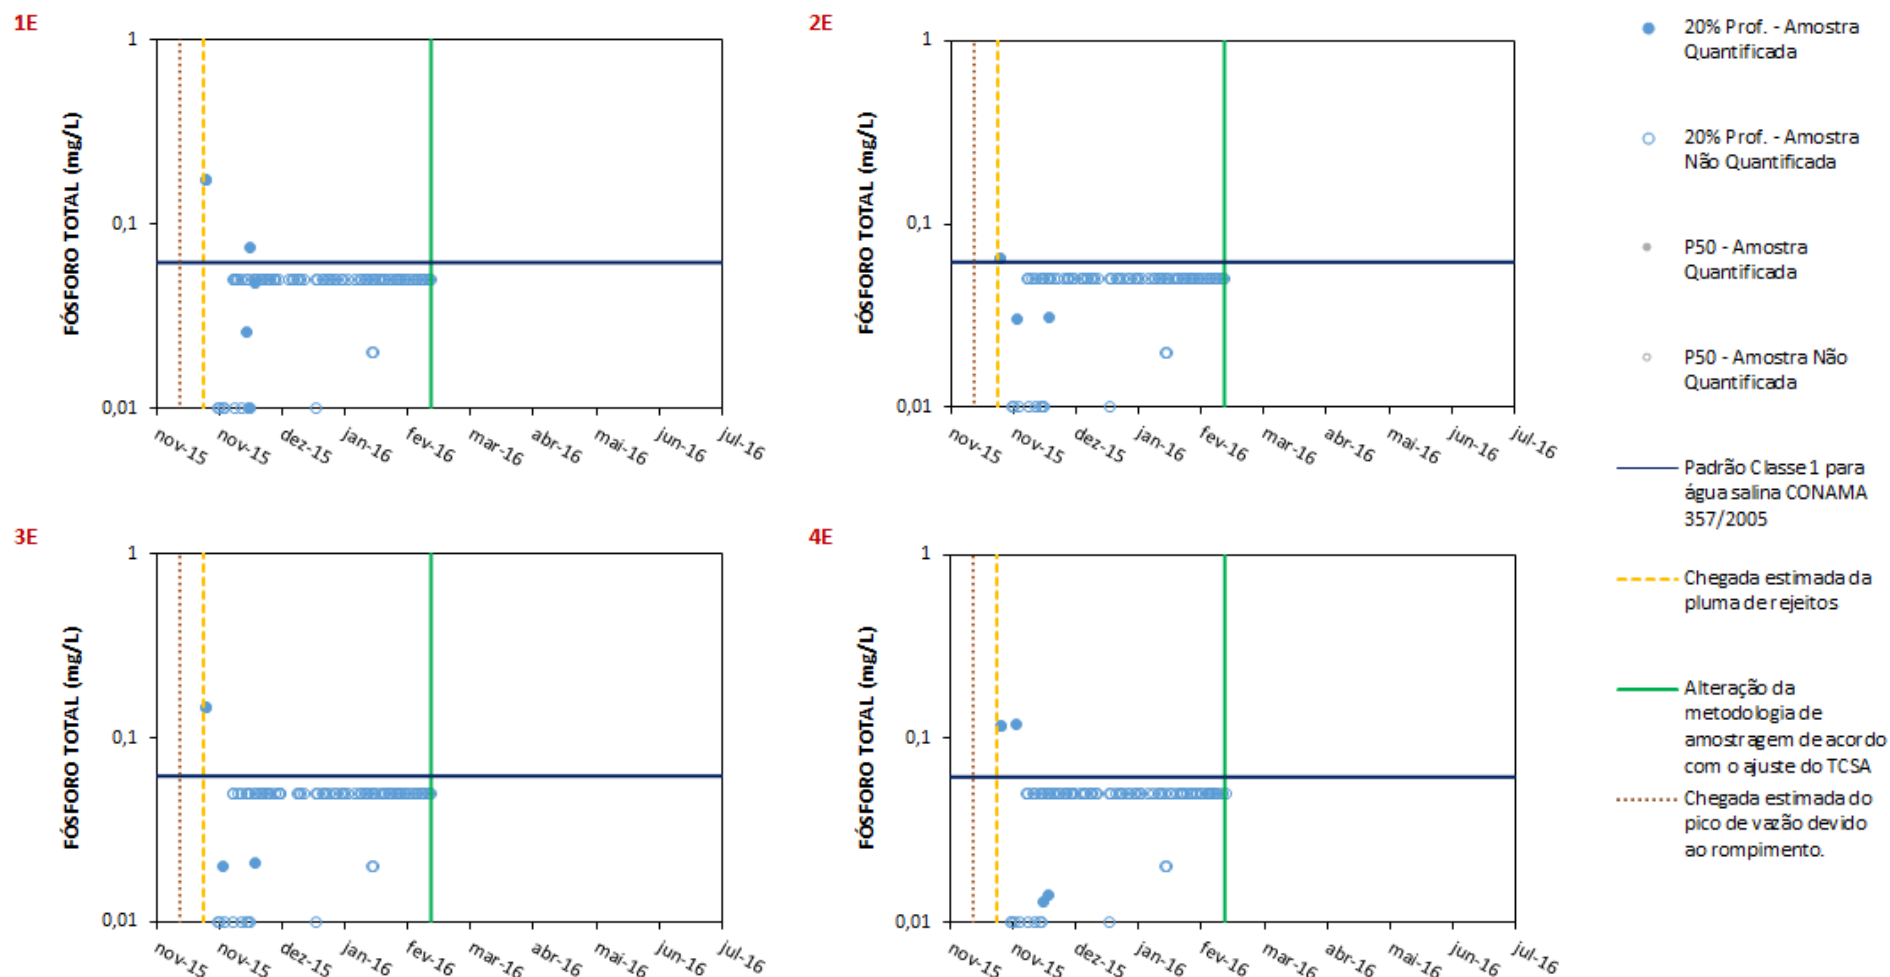 1E
1
0,1
0,01
FÓSFORO TOTAL (mg/L)
nov-15
nov-15
dez-15
jan-16
fev-16
mar-16
abr-16
mai-16
jun-16
jul-16
2E
1
0,1
0,01
FÓSFORO TOTAL (mg/L)
nov-15
nov-15
dez-15
jan-16
fev-16
mar-16
abr-16
mai-16
jun-16
jul-16
3E
1
0,1
0,01
FÓSFORO TOTAL (mg/L)
nov-15
nov-15
dez-15
jan-16
fev-16
mar-16
abr-16
mai-16
jun-16
jul-16
4E
1
0,1
0,01
FÓSFORO TOTAL (mg/L)
nov-15
nov-15
dez-15
jan-16
fev-16
mar-16
abr-16
mai-16
jun-16
jul-16
20% Prof. - Amostra
Quantificada
20% Prof. - Amostra
Não Quantificada
P50 - Amostra
Quantificada
P50 - Amostra Não
Quantificada
Padrão Classe 1 para
água salina CONAMA
357/2005
Chegada estimada da
pluma de rejeitos
Alteração da
metodologia de
amostragem de acordo
com o ajuste do TCSA
Chegada estimada do
pico de vazão devido
ao rompimento.